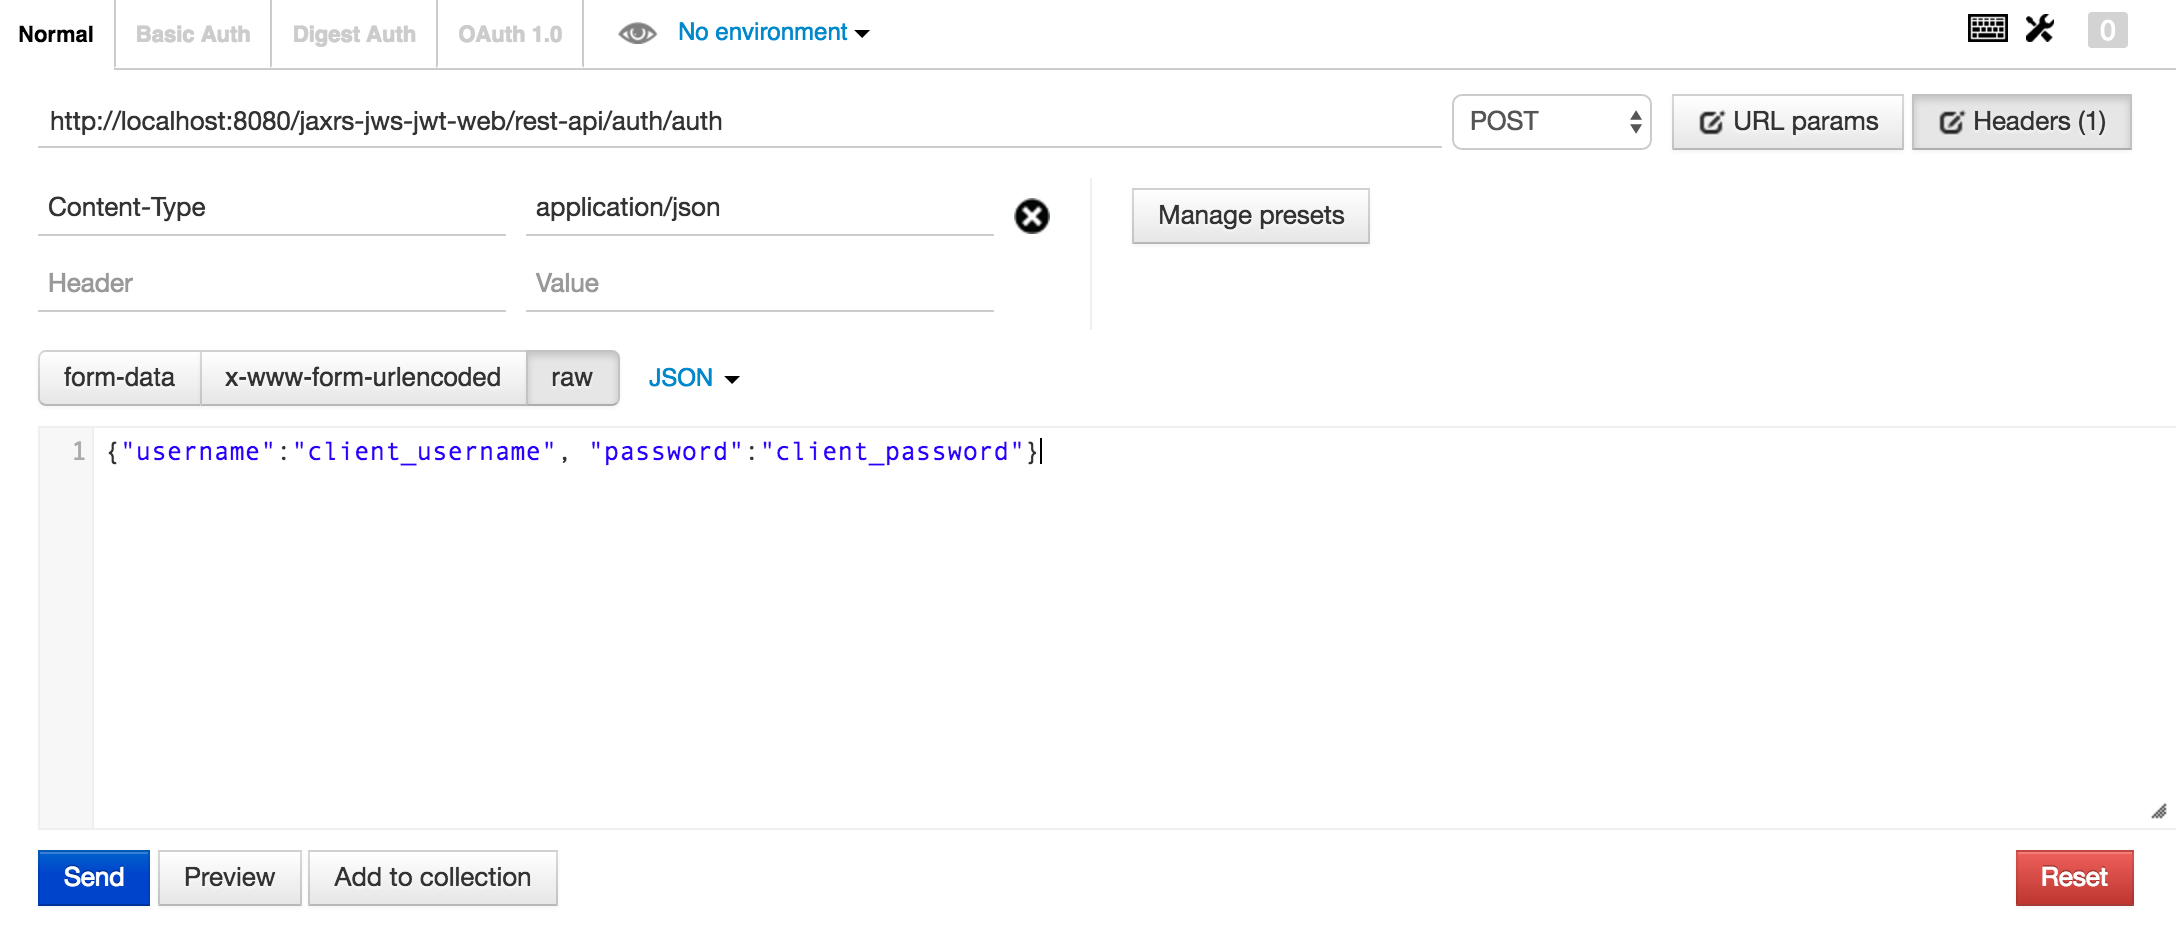 Normal Basic Auth Digest Auth OAuth 1.0 No environment 0
http://localhost:8080/jaxrs-jws-jwt-web/rest-api/auth/auth POST URL params Headers (1)
Content-Type application/json Manage presets
Header Value
form-data x-www-form-urlencoded raw JSON
1 {"username":"client_username", "password":"client_password"}
Send Preview Add to collection Reset